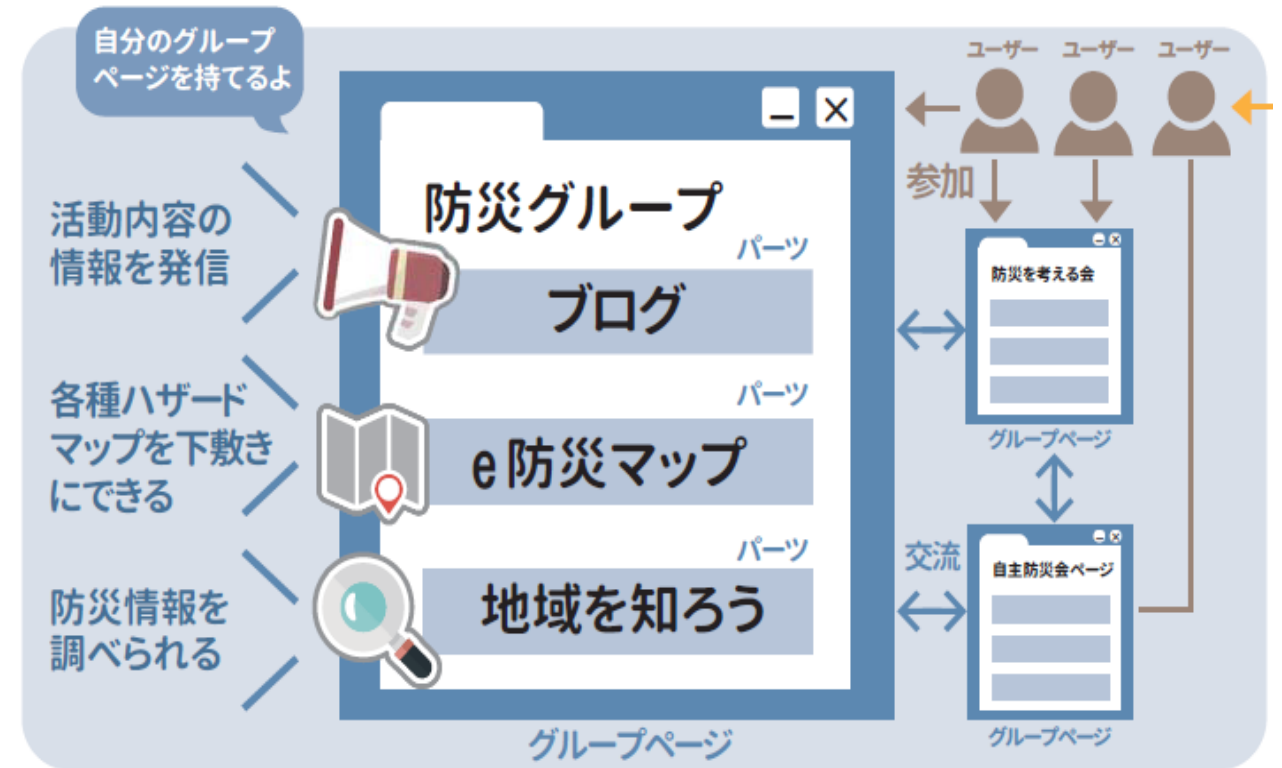 自分のグループ
ページを持てるよ
活動内容の
情報を発信
各種ハザード
マップを下敷き
にできる
防災情報を
調べられる
防災グループ
パーツ
ブログ
パーツ
e防災マップ
パーツ
地域を知ろう
グループページ
ユーザー ユーザー ユーザー
参加
防災を考える会
グループページ
交流
自主防災会ページ
グループページ